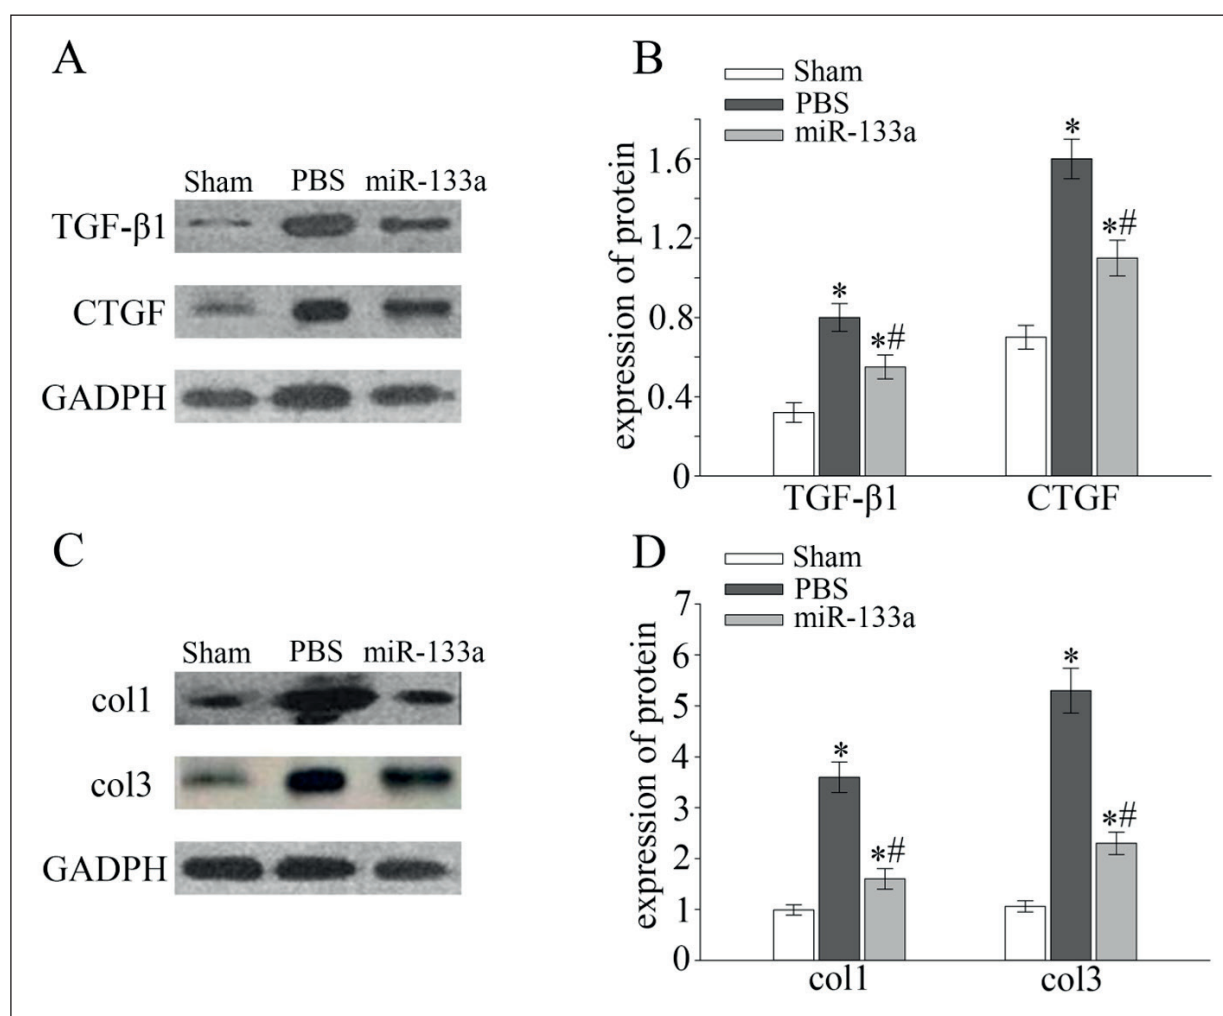 A
Sham PBS miR-133a
TGF-β1
CTGF
GADPH
B
Sham
PBS
miR-133a
expression of protein
1.6
1.2
0.8
0.4
0
*
*#
*
*#
TGF-β1 CTGF
C
Sham PBS miR-133a
col1
col3
GADPH
D
Sham
PBS
miR-133a
expression of protein
7
6
5
4
3
2
1
0
*
*#
*
*#
col1 col3